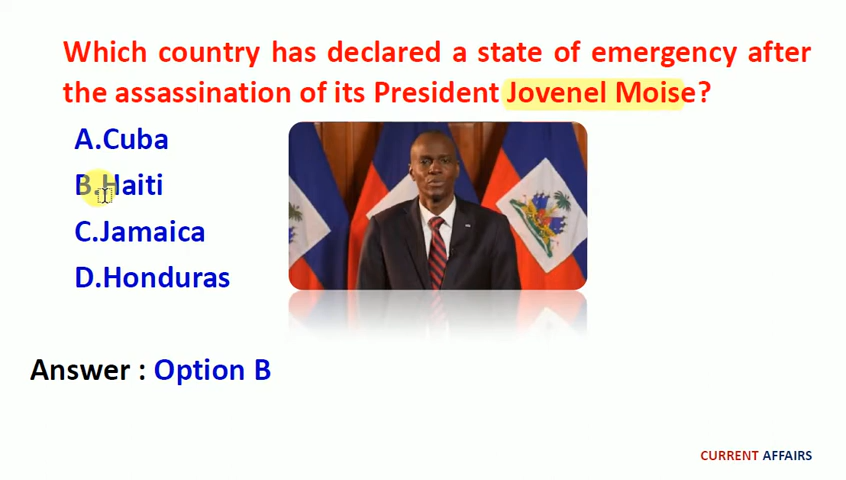 Which country has declared a state of emergency after
the assassination of its President Jovenel Moise?
A.Cuba
B.Haiti
C.Jamaica
D.Honduras
Answer : Option B
CURRENT AFFAIRS